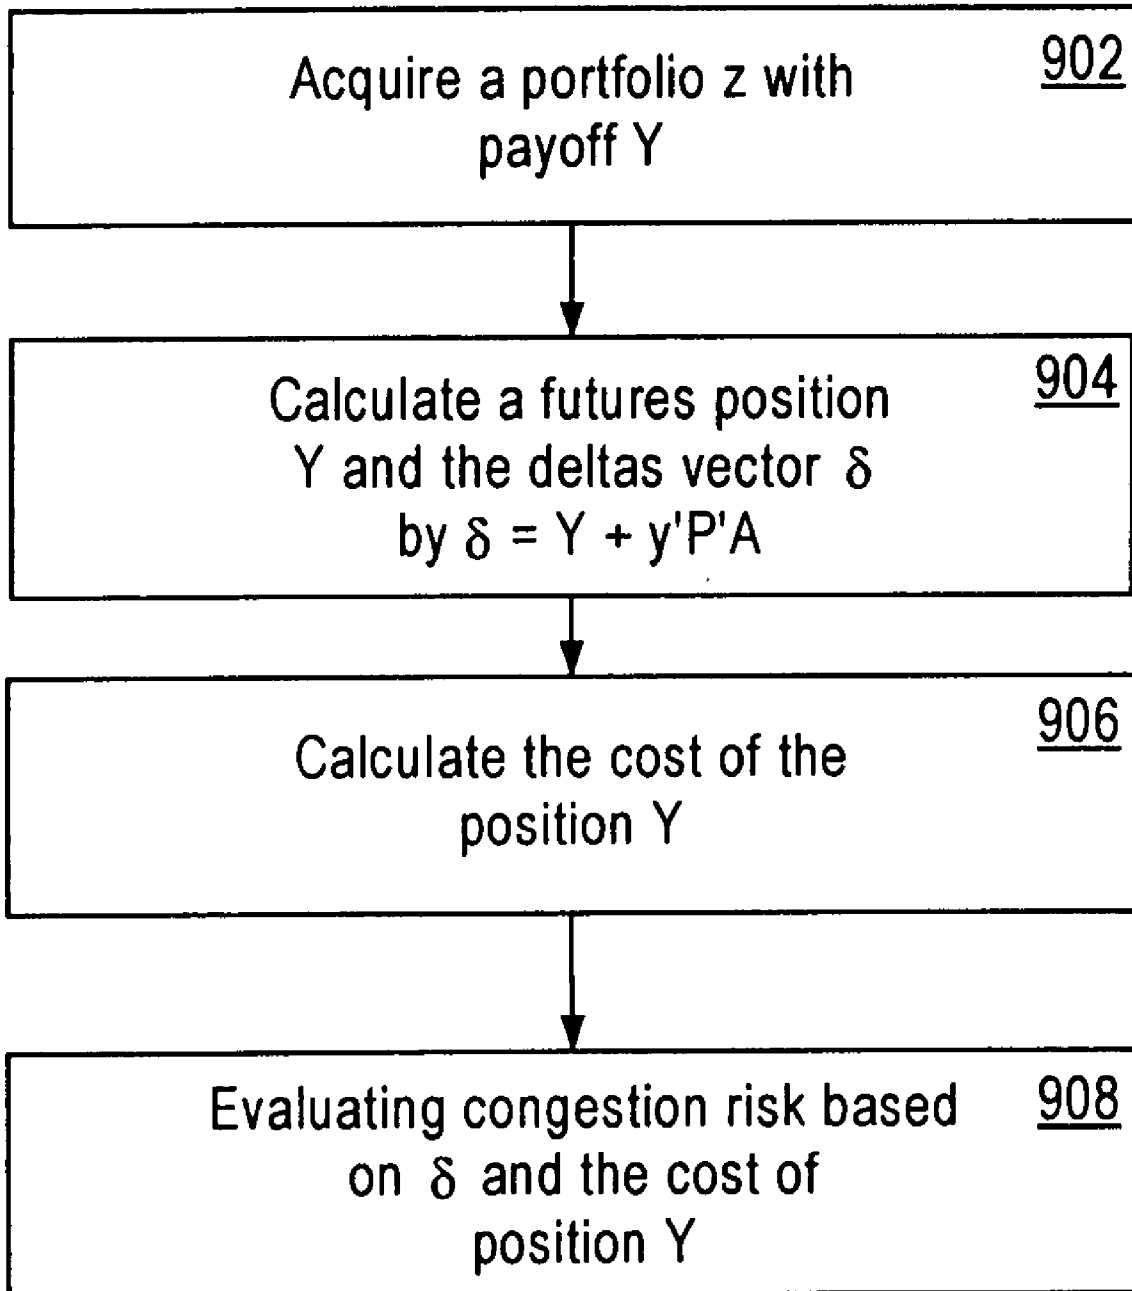 902
Acquire a portfolio z with
payoff Y
904
Calculate a futures position
Y and the deltas vector δ
by δ = Y + y'P'A
906
Calculate the cost of the
position Y
908
Evaluating congestion risk based
on δ and the cost of
position Y